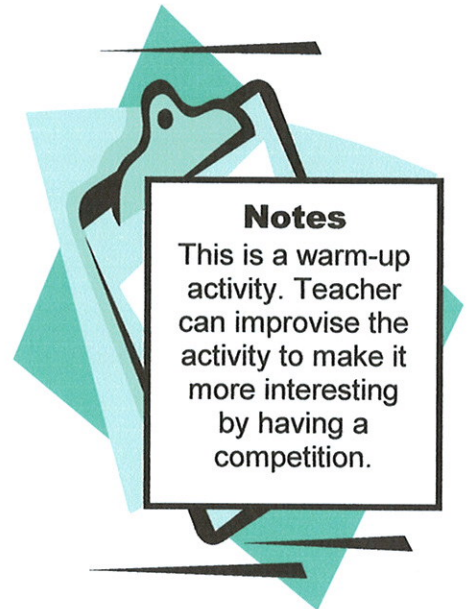 Notes
This is a warm-up
activity. Teacher
can improvise the
activity to make it
more interesting
by having a
competition.